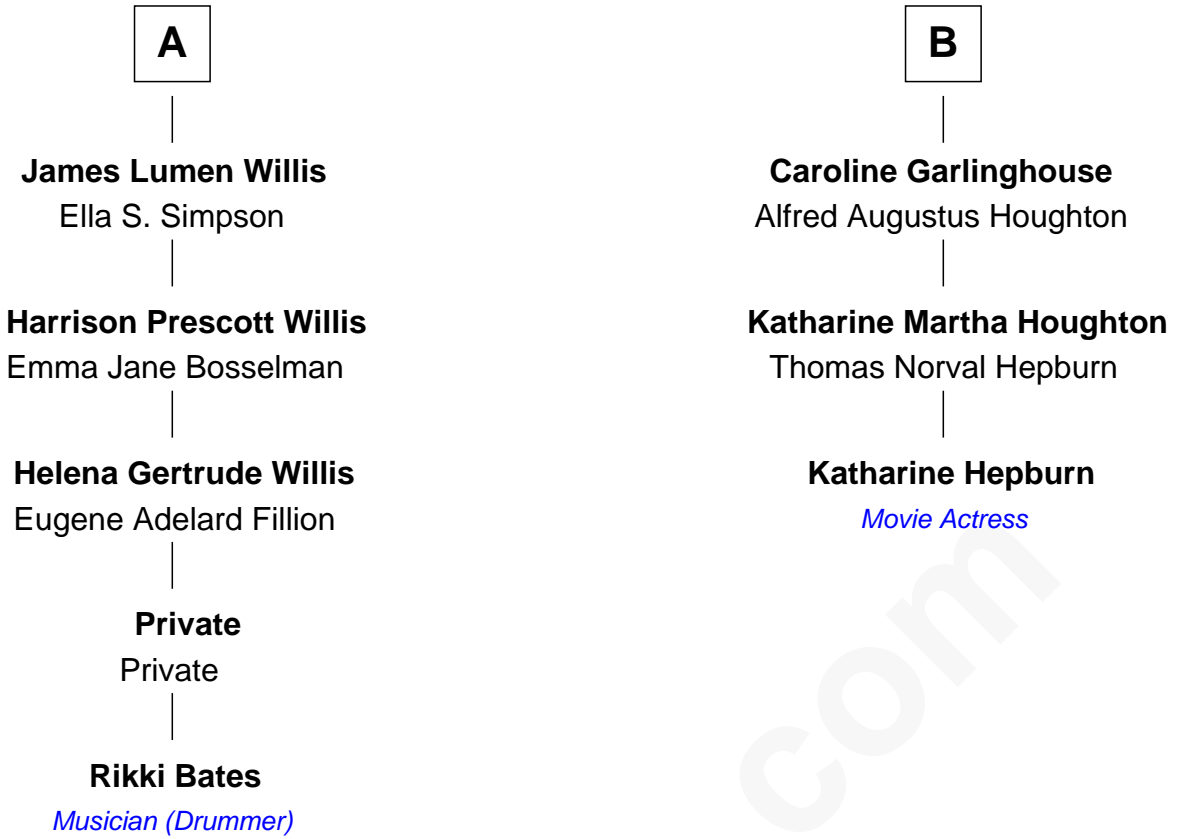 A
James Lumen Willis
Ella S. Simpson
Harrison Prescott Willis
Emma Jane Bosselman
Helena Gertrude Willis
Eugene Adelard Fillion
Private
Private
Rikki Bates
Musician (Drummer)
B
Caroline Garlinghouse
Alfred Augustus Houghton
Katharine Martha Houghton
Thomas Norval Hepburn
Katharine Hepburn
Movie Actress
com